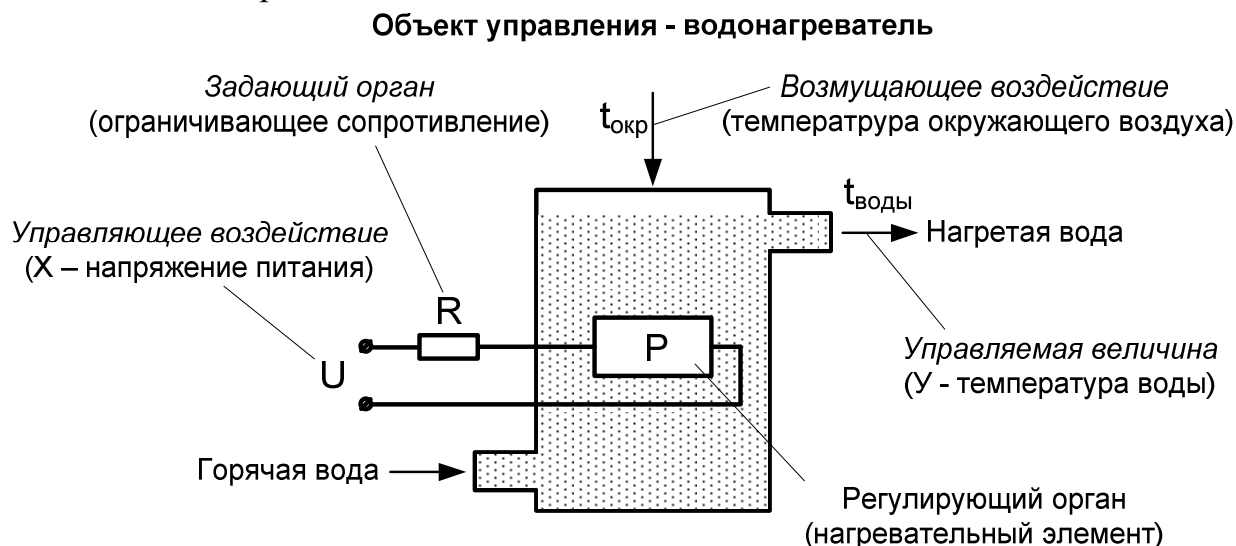 Объект управления - водонагреватель
Задающий орган
(ограничивающее сопротивление)
tокр
Возмущающее воздействие
(температрура окружающего воздуха)
tводы
Нагретая вода
Управляющее воздействие
(X – напряжение питания)
R
P
U
Управляемая величина
(У - температура воды)
Горячая вода
Регулирующий орган
(нагревательный элемент)